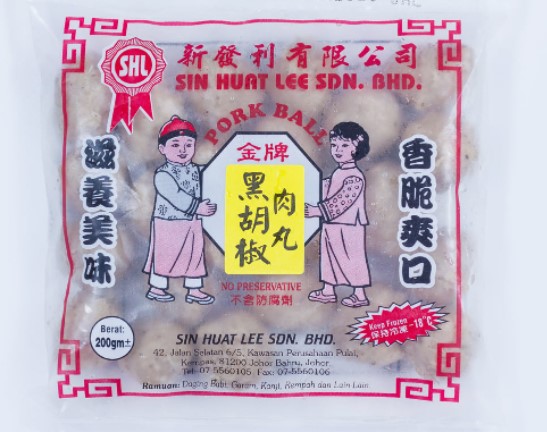 SHL
新發利有限公司
SIN HUAT LEE SDN. BHD.
PORK BALL
金牌
黑胡椒
肉丸
滋養美味
香脆爽口
NO PRESERVATIVE
不含防腐劑
Berat:
200gm±
Keep Frozen -18°C
保持冷凍
SIN HUAT LEE SDN. BHD.
42, Jalan Selatan 6/5, Kawasan Perusahaan Pulai,
Kempas, 81200 Johor Bahru, Johor.
Tel: 07-5560105 Fax: 07-5560106
Ramuan: Daging Babi, Garam, Kanji, Rempah dan Lain Lain